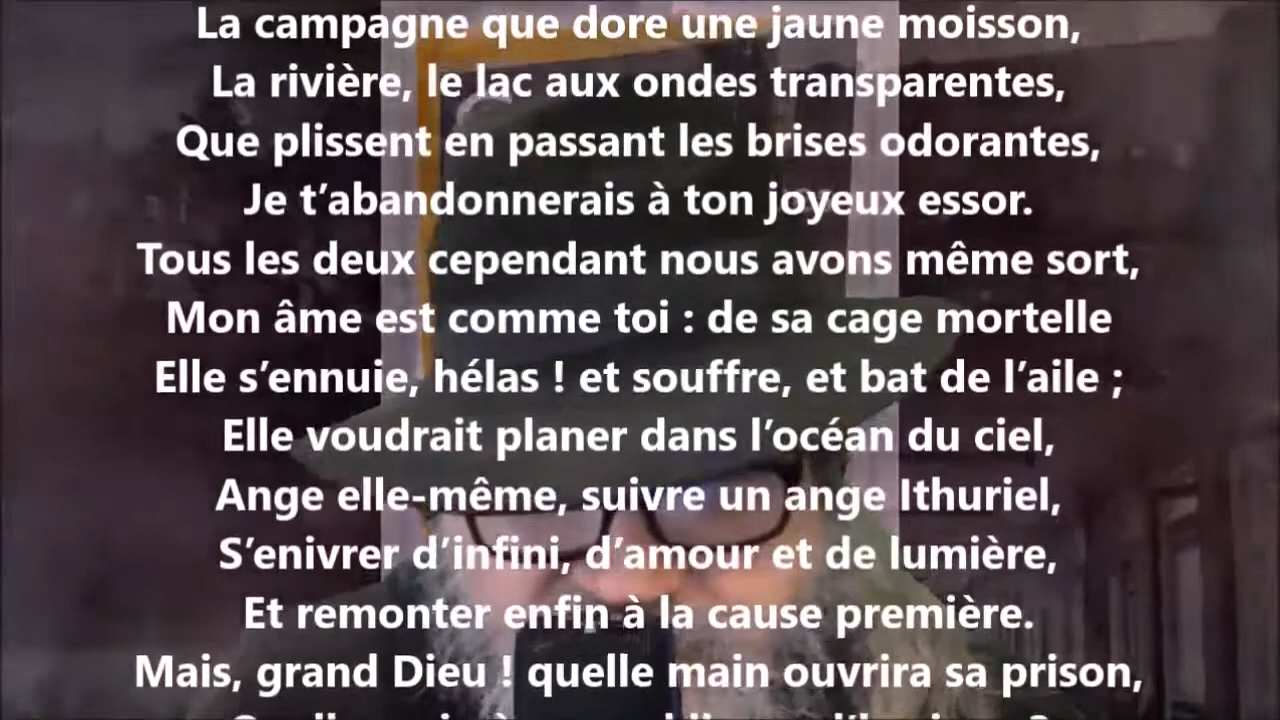 La campagne que dore une jaune moisson,
La rivière, le lac aux ondes transparentes,
Que plissent en passant les brises odorantes,
Je t’abandonnerais à ton joyeux essor.
Tous les deux cependant nous avons même sort,
Mon âme est comme toi : de sa cage mortelle
Elle s’ennuie, hélas ! et souffre, et bat de l’aile ;
Elle voudrait planer dans l’océan du ciel,
Ange elle-même, suivre un ange Ithuriel,
S’enivrer d’infini, d’amour et de lumière,
Et remonter enfin à la cause première.
Mais, grand Dieu ! quelle main ouvrira sa prison,